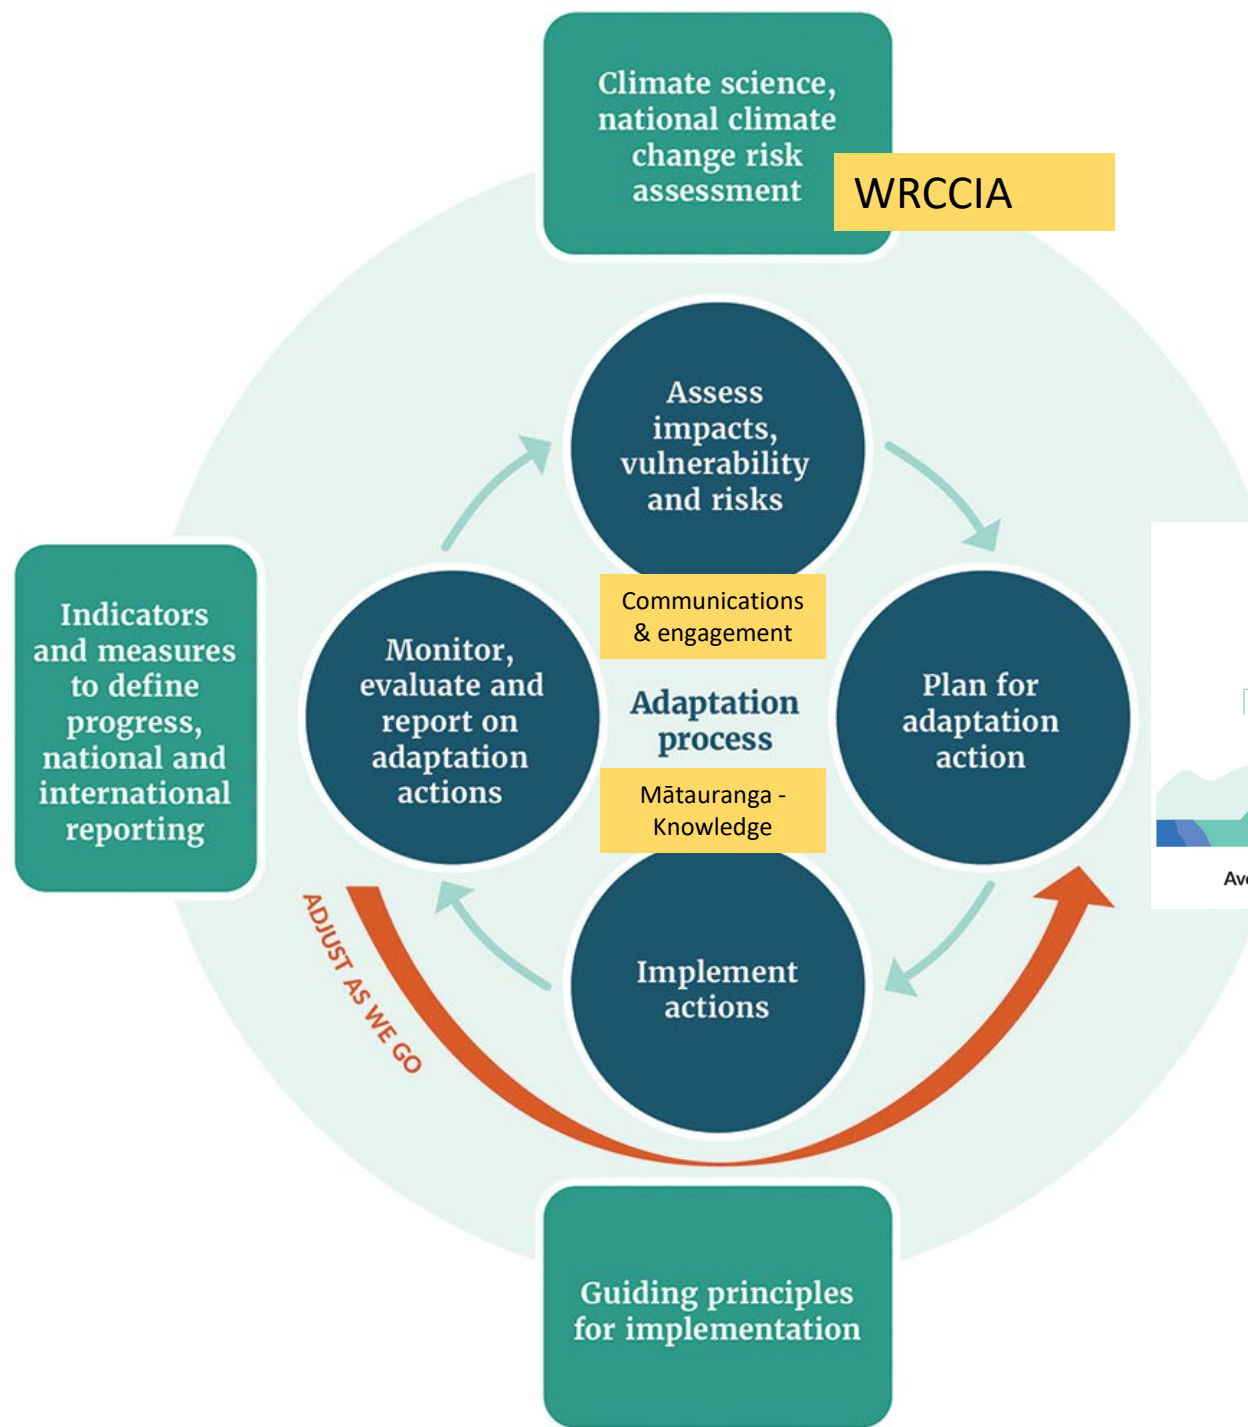 Climate science,
national climate
change risk
assessment
WRCCIA
Assess
impacts,
vulnerability
and risks
Communications
& engagement
Indicators
and measures
to define
progress,
national and
international
reporting
Monitor,
evaluate and
report on
adaptation
actions
Adaptation
process
Plan for
adaptation
action
Mātauranga -
Knowledge
ADJUST AS WE GO
Implement
actions
Guiding principles
for implementation